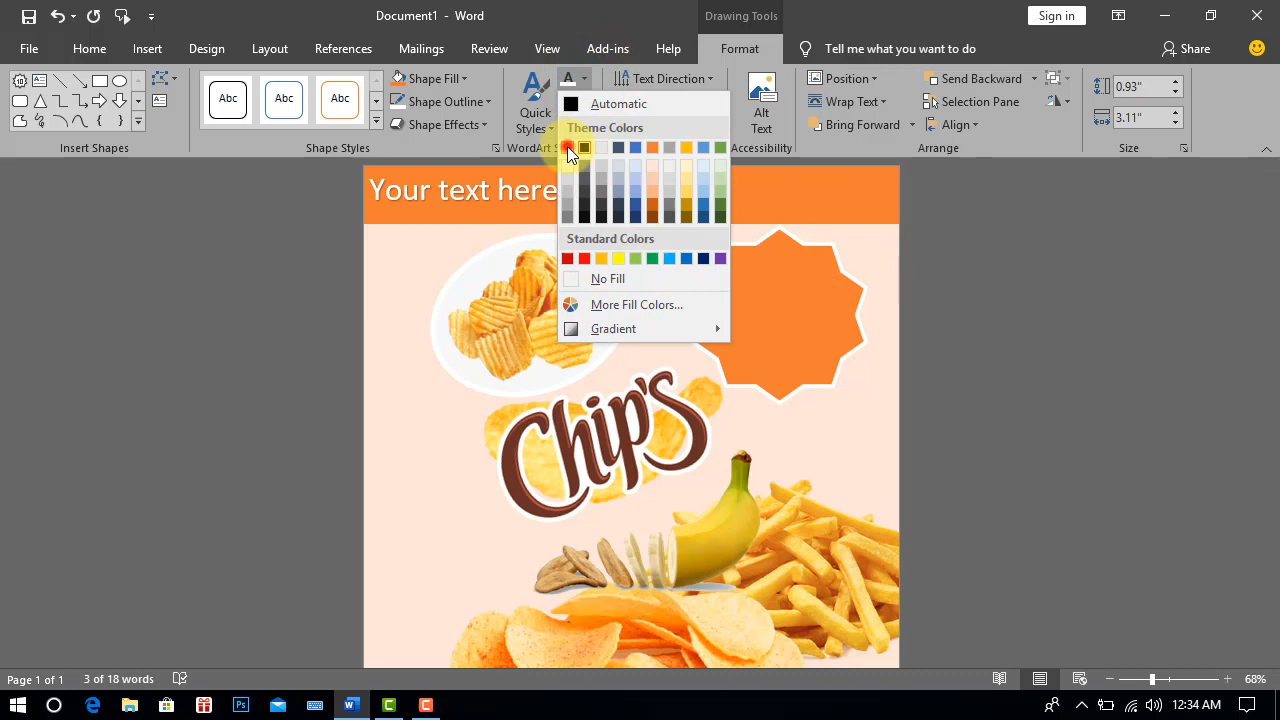 Document1 - Word
Drawing Tools
Sign in
File Home Insert Design Layout References Mailings Review View Add-ins Help Format Tell me what you want to do Share
Abc Abc Abc
Shape Fill
Shape Outline
Shape Effects
Quick Styles
A
Text Direction
Alt Text
Position
Wrap Text
Bring Forward
Send Backward
Selection Pane
Align
0.93"
3.11"
Insert Shapes
Shape Styles
WordArt S
Accessibility
Arrange
Size
Automatic
Theme Colors
Standard Colors
No Fill
More Fill Colors...
Gradient
Your text here
Chip's
Page 1 of 1 3 of 18 words
68%
12:34 AM